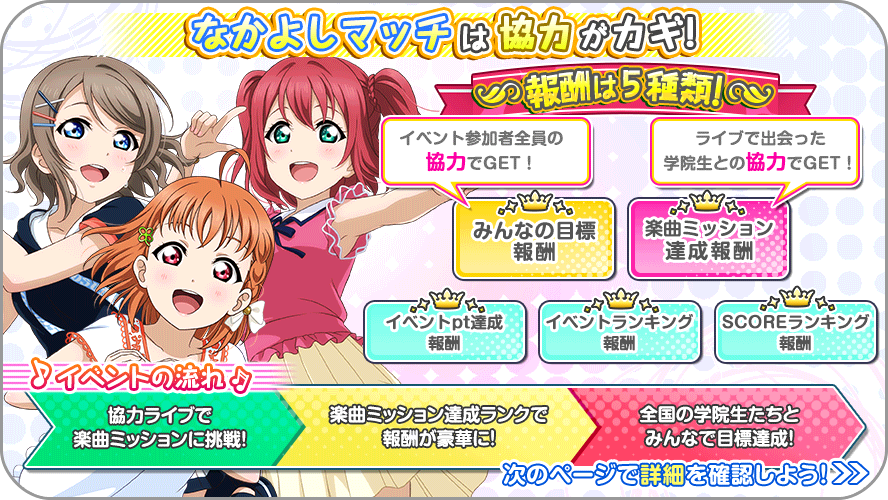 なかよしマッチは協力がカギ!
報酬は5種類!
イベント参加者全員の
協力でGET!
ライブで出会った
学院生との協力でGET!
みんなの目標
報酬
楽曲ミッション
達成報酬
イベントpt達成
報酬
イベントランキング
報酬
SCOREランキング
報酬
♪イベントの流れ♪
協力ライブで
楽曲ミッションに挑戦!
楽曲ミッション達成ランクで
報酬が豪華に!
全国の学院生たちと
みんなで目標達成!
次のページで詳細を確認しよう!>>